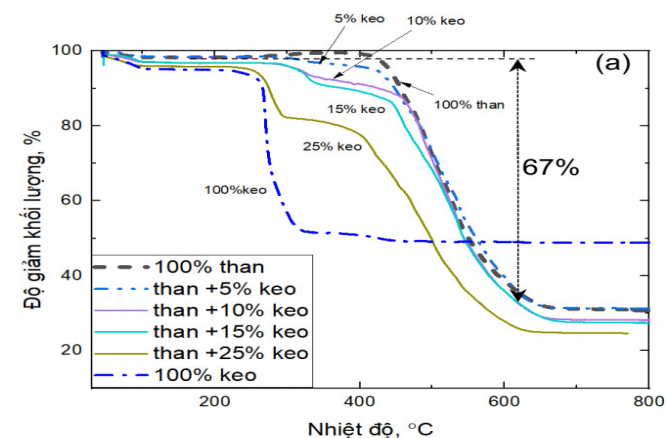 5% keo
10% keo
100
(a)
80
100% than
15% keo
25% keo
67%
100%keo
60
40
20
Độ giảm khối lượng, %
100% than
than +5% keo
than +10% keo
than +15% keo
than +25% keo
100% keo
200
400
600
800
Nhiệt độ, °C